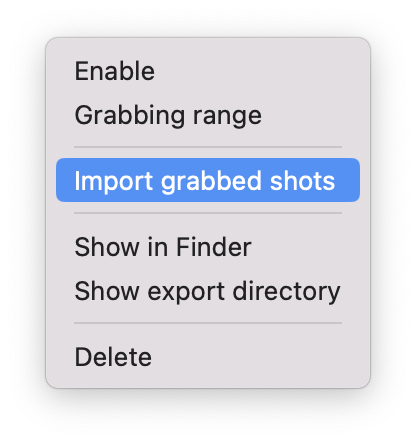 Enable
Grabbing range
Import grabbed shots
Show in Finder
Show export directory
Delete